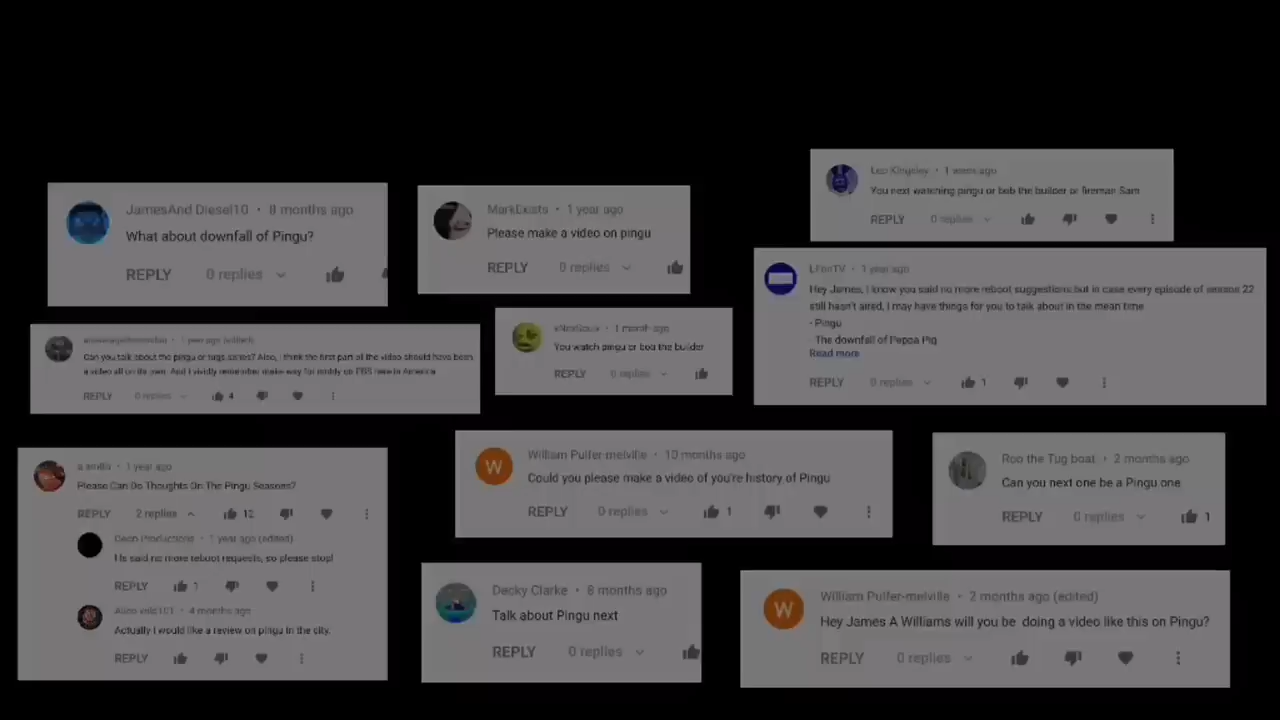 JamesAnd Diesel10 • 8 months ago
What about downfall of Pingu?
REPLY 0 replies
MarkExists • 1 year ago
Please make a video on pingu
REPLY 0 replies
Leo Kingsley • 1 week ago
You next watching pingu or bob the builder or fireman Sam
REPLY 0 replies
• 1 year ago
Hey James, I know you said no more reboot suggestions but in case every episode of season 22
still hasn't aired, I may have things for you to talk about in the mean time
- Pingu
- The downfall of Peppa Pig
Read more
REPLY 0 replies 1
• 1 year ago (edited)
Can you talk about the pingu or tugs series? Also, I think the first part of the video should have been
a video all on its own. And I vividly remember make way for noddy on PBS here in America
REPLY 0 replies 4
• 1 month ago
You watch pingu or bob the builder
REPLY 0 replies
a smith • 1 year ago
Please Can Do Thoughts On The Pingu Seasons?
REPLY 2 replies 12
Dean Productions • 1 year ago (edited)
He said no more reboot requests, so please stop!
REPLY 1
• 4 months ago
Actually I would like a review on pingu in the city.
REPLY
William Pulfer-melville • 10 months ago
Could you please make a video of you're history of Pingu
REPLY 0 replies 1
Roo the Tug boat • 2 months ago
Can you next one be a Pingu one
REPLY 0 replies 1
Decky Clarke • 8 months ago
Talk about Pingu next
REPLY 0 replies
W
William Pulfer-melville • 2 months ago (edited)
Hey James A Williams will you be doing a video like this on Pingu?
REPLY 0 replies
W